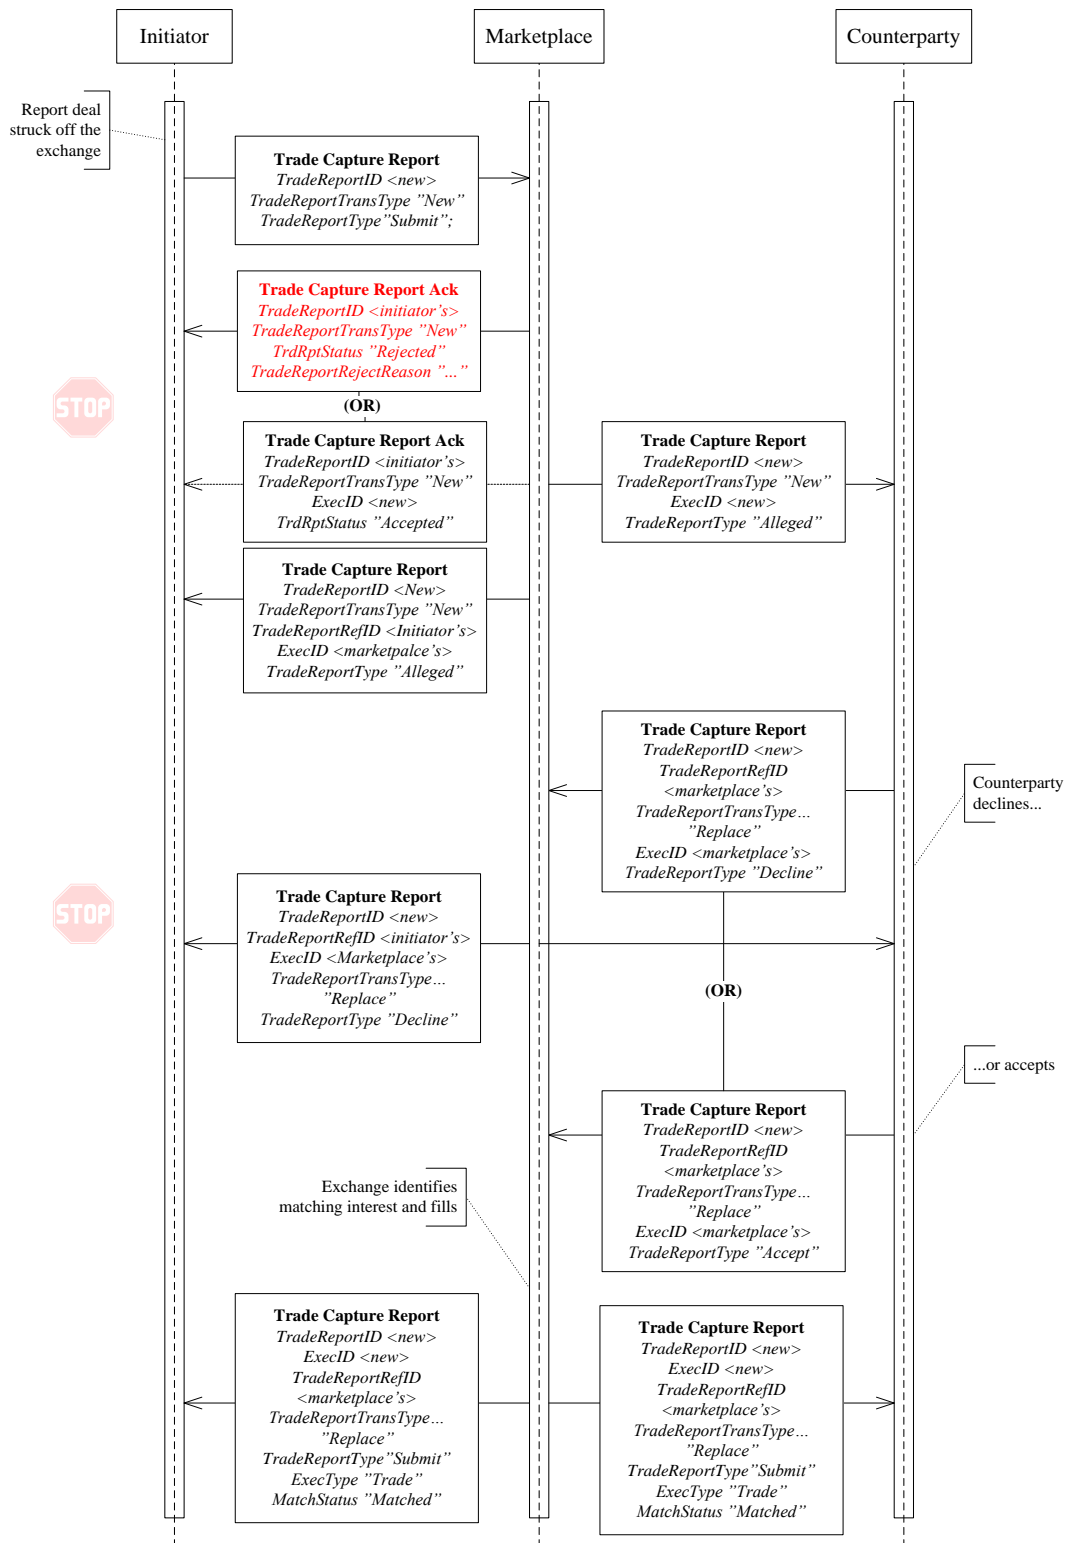 Initiator
Marketplace
Counterparty
Report deal
struck off the
exchange
Trade Capture Report
TradeReportID <new>
TradeReportTransType ”New”
TradeReportType”Submit”;
Trade Capture Report Ack
TradeReportID <initiator’s>
TradeReportTransType ”New”
TrdRptStatus ”Rejected”
TradeReportRejectReason ”...”
STOP
(OR)
Trade Capture Report Ack
TradeReportID <initiator’s>
TradeReportTransType ”New”
ExecID <new>
TrdRptStatus ”Accepted”
Trade Capture Report
TradeReportID <new>
TradeReportTransType ”New”
ExecID <new>
TradeReportType ”Alleged”
Trade Capture Report
TradeReportID <New>
TradeReportTransType ”New”
TradeReportRefID <Initiator’s>
ExecID <marketpalce’s>
TradeReportType ”Alleged”
Trade Capture Report
TradeReportID <new>
TradeReportRefID
<marketplace’s>
TradeReportTransType…
”Replace”
ExecID <marketplace’s>
TradeReportType ”Decline”
Counterparty
declines...
STOP
Trade Capture Report
TradeReportID <new>
TradeReportRefID <initiator’s>
ExecID <Marketplace’s>
TradeReportTransType…
”Replace”
TradeReportType ”Decline”
(OR)
...or accepts
Trade Capture Report
TradeReportID <new>
TradeReportRefID
<marketplace’s>
TradeReportTransType…
”Replace”
ExecID <marketplace’s>
TradeReportType ”Accept”
Exchange identifies
matching interest and fills
Trade Capture Report
TradeReportID <new>
ExecID <new>
TradeReportRefID
<marketplace’s>
TradeReportTransType…
”Replace”
TradeReportType”Submit”
ExecType ”Trade”
MatchStatus ”Matched”
Trade Capture Report
TradeReportID <new>
ExecID <new>
TradeReportRefID
<marketplace’s>
TradeReportTransType…
”Replace”
TradeReportType”Submit”
ExecType ”Trade”
MatchStatus ”Matched”